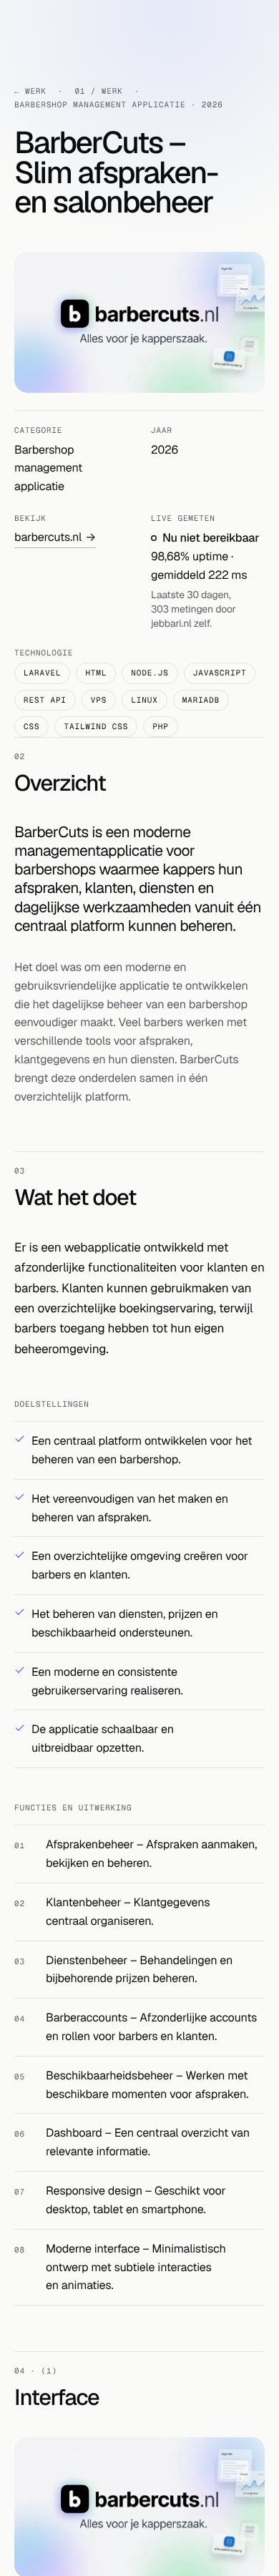 ← WERK · 01 / WERK ·
BARBERSHOP MANAGEMENT APPLICATIE · 2026
BarberCuts –
Slim afspraken-
en salonbeheer
barbercuts.nl
Alles voor je kapperszaak.
CATEGORIE
Barbershop
management
applicatie
JAAR
2026
BEKIJK
barbercuts.nl →
LIVE GEMETEN
Nu niet bereikbaar
98,68% uptime ·
gemiddeld 222 ms
Laatste 30 dagen,
303 metingen door
jebbari.nl zelf.
TECHNOLOGIE
LARAVEL HTML NODE.JS JAVASCRIPT
REST API VPS LINUX MARIADB
CSS TAILWIND CSS PHP
02
Overzicht
BarberCuts is een moderne
managementapplicatie voor
barbershops waarmee kappers hun
afspraken, klanten, diensten en
dagelijkse werkzaamheden vanuit één
centraal platform kunnen beheren.
Het doel was om een moderne en
gebruiksvriendelijke applicatie te ontwikkelen
die het dagelijkse beheer van een barbershop
eenvoudiger maakt. Veel barbers werken met
verschillende tools voor afspraken,
klantgegevens en hun diensten. BarberCuts
brengt deze onderdelen samen in één
overzichtelijk platform.
03
Wat het doet
Er is een webapplicatie ontwikkeld met
afzonderlijke functionaliteiten voor klanten en
barbers. Klanten kunnen gebruikmaken van
een overzichtelijke boekingservaring, terwijl
barbers toegang hebben tot hun eigen
beheeromgeving.
DOELSTELLINGEN
Een centraal platform ontwikkelen voor het
beheren van een barbershop.
Het vereenvoudigen van het maken en
beheren van afspraken.
Een overzichtelijke omgeving creëren voor
barbers en klanten.
Het beheren van diensten, prijzen en
beschikbaarheid ondersteunen.
Een moderne en consistente
gebruikerservaring realiseren.
De applicatie schaalbaar en
uitbreidbaar opzetten.
FUNCTIES EN UITWERKING
01 Afsprakenbeheer – Afspraken aanmaken,
bekijken en beheren.
02 Klantenbeheer – Klantgegevens
centraal organiseren.
03 Dienstenbeheer – Behandelingen en
bijbehorende prijzen beheren.
04 Barberaccounts – Afzonderlijke accounts
en rollen voor barbers en klanten.
05 Beschikbaarheidsbeheer – Werken met
beschikbare momenten voor afspraken.
06 Dashboard – Een centraal overzicht van
relevante informatie.
07 Responsive design – Geschikt voor
desktop, tablet en smartphone.
08 Moderne interface – Minimalistisch
ontwerp met subtiele interacties
en animaties.
04 · (1)
Interface
barbercuts.nl
Alles voor je kapperszaak.